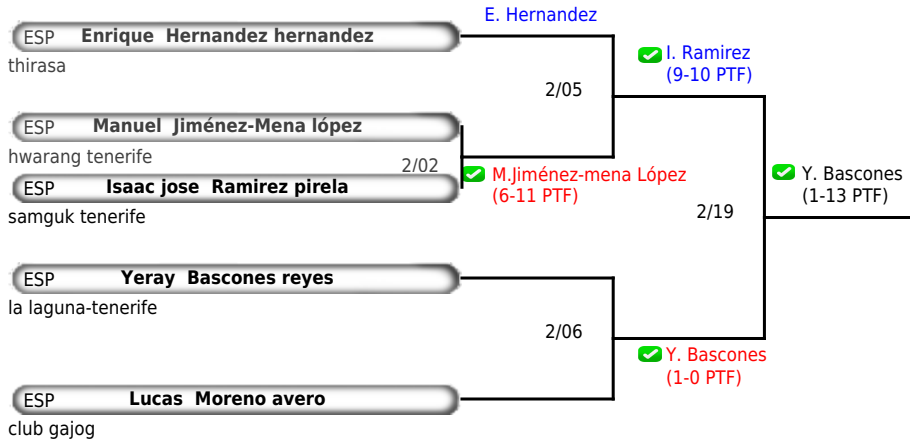 E. Hernandez
ESP Enrique Hernandez hernandez
thirasa
I. Ramirez
(9-10 PTF)
2/05
ESP Manuel Jiménez-Mena lópez
hwarang tenerife
2/02
M.Jiménez-mena López
(6-11 PTF)
ESP Isaac jose Ramirez pirela
samguk tenerife
Y. Bascones
(1-13 PTF)
2/19
ESP Yeray Bascones reyes
la laguna-tenerife
2/06
Y. Bascones
(1-0 PTF)
ESP Lucas Moreno avero
club gajog